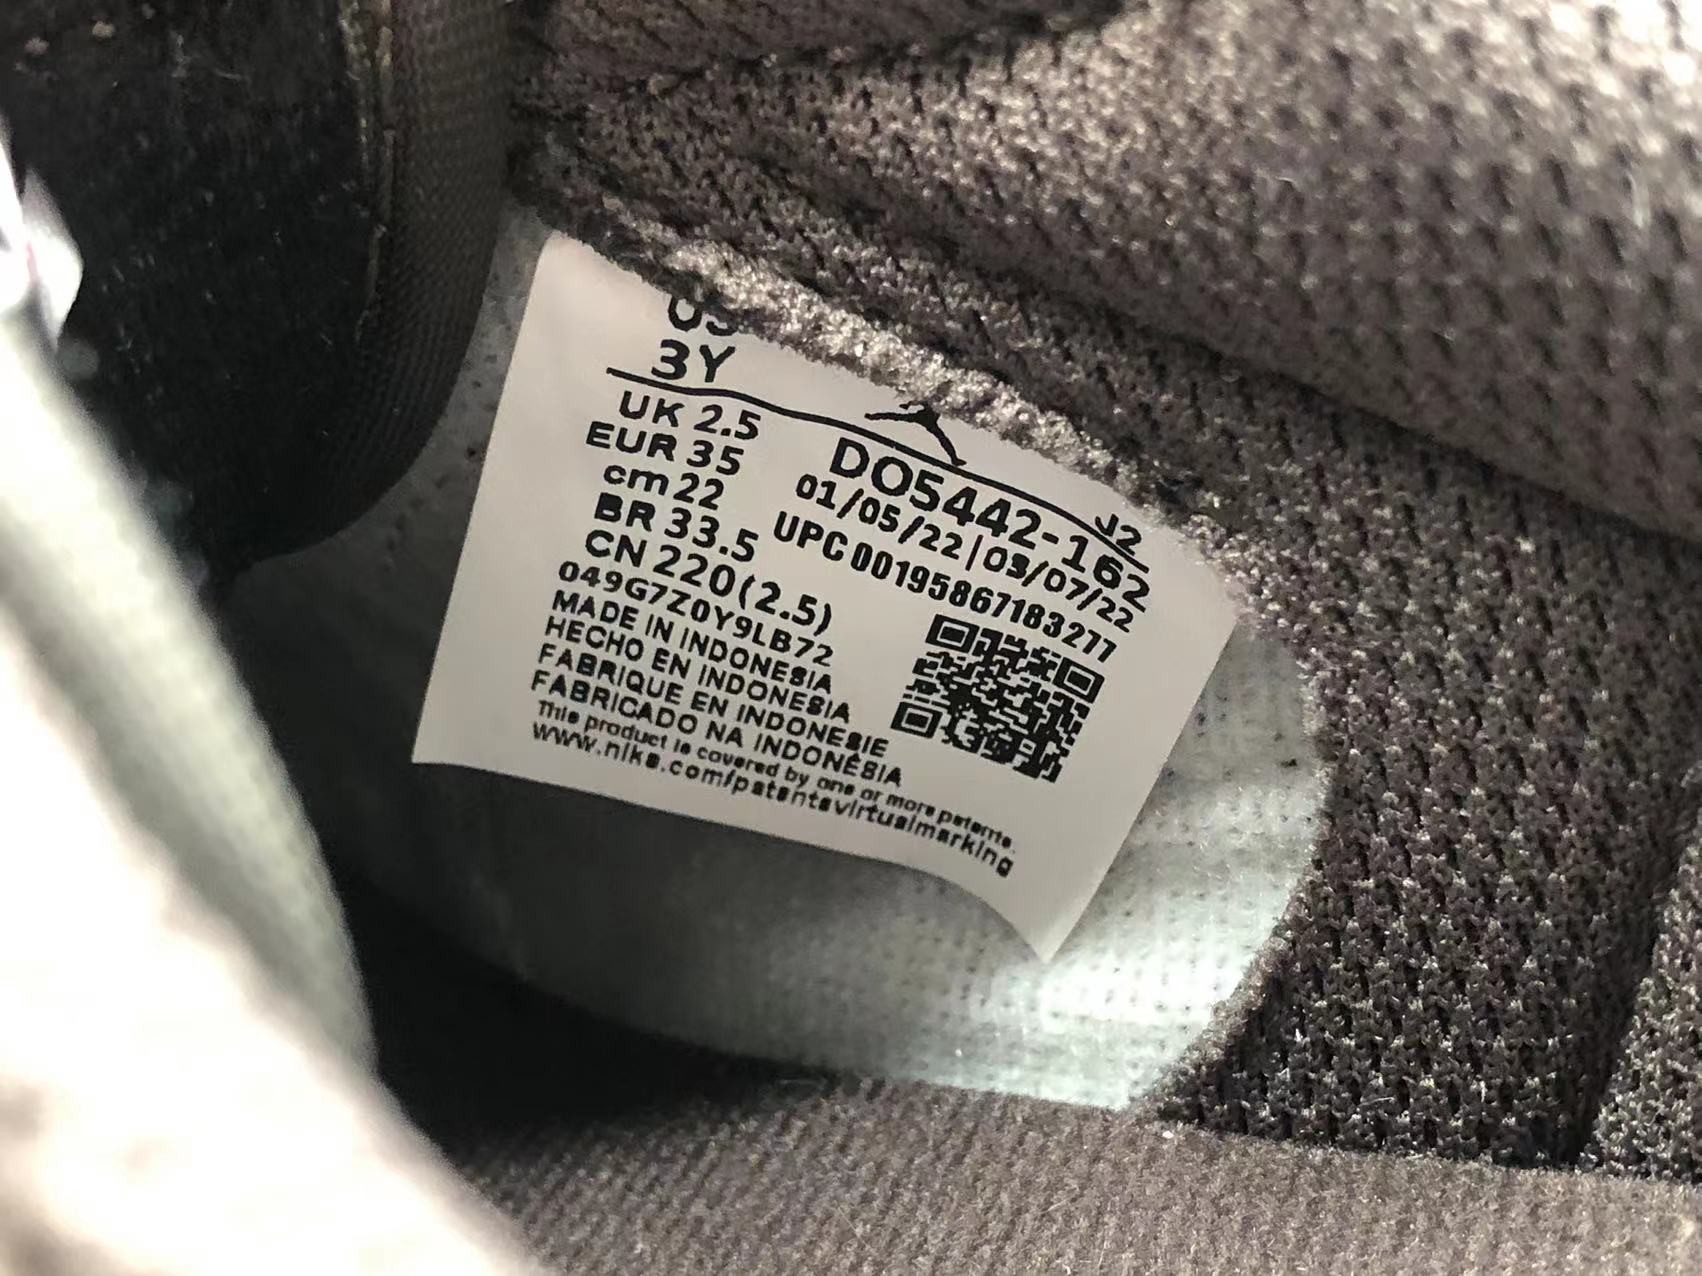 US
3Y
UK 2.5
EUR 35
cm 22
BR 33.5
CN 220(2.5)
049G7Z0Y9LB72
MADE IN INDONESIA
HECHO EN INDONESIA
FABRIQUE EN INDONESIE
FABRICADO NA INDONÉSIA
This product is covered by one or more patents.
www.nike.com/patentsvirtualmarking
J2
DO5442-162
01/05/22|03/07/22
UPC 00195867183277